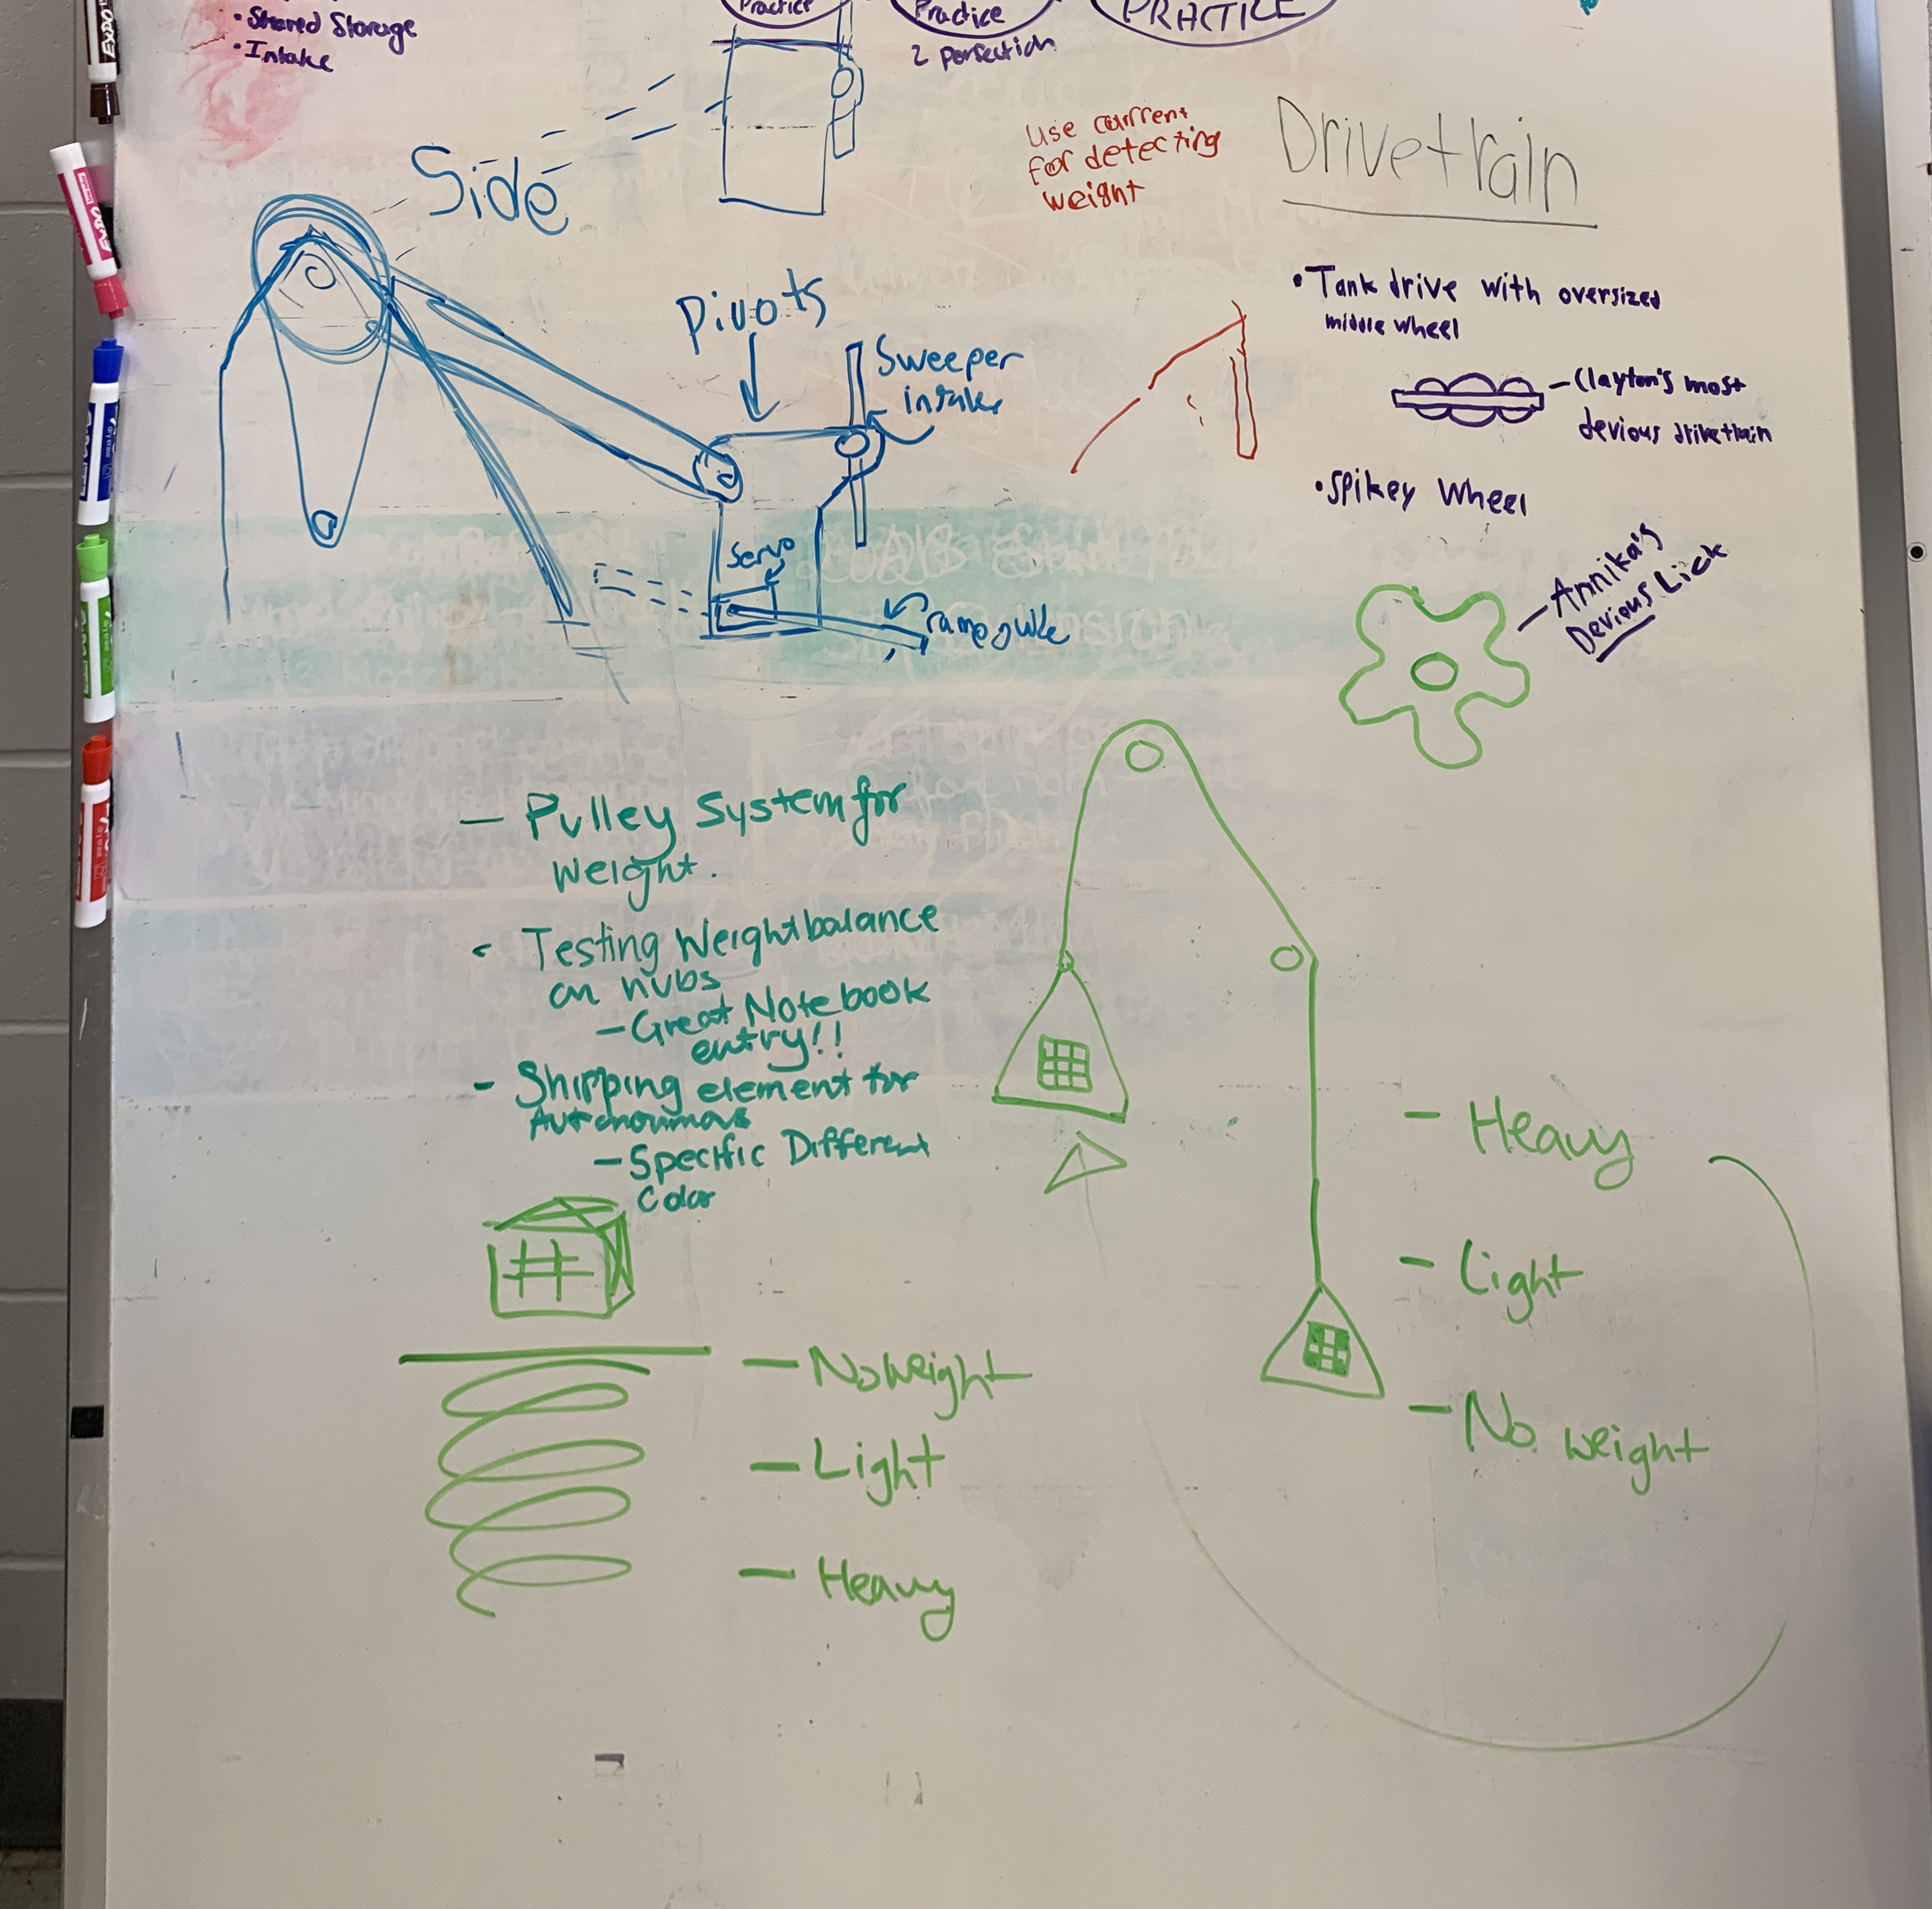 • Shared Storage
• Intake
Practice
Practice
2 perfection
PRACTICE
EXPO
EXPO
Side
use current
for detecting
weight
Drivetrain
Pivots
Sweeper
intake
Servo
ramp guide
• Tank drive with oversized
middle wheel
– Clayton's most
devious drivetrain
• Spikey Wheel
– Annika's
Devious Lick
– Pulley System for
Weight.
Testing Weight balance
on hubs
– Great Notebook
entry!!
– Shipping element for
– Specific Different
Color
– Heavy
– Light
– No weight
– No weight
– Light
– Heavy